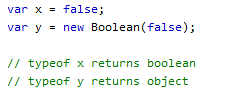 var x = false;
var y = new Boolean(false);
// typeof x returns boolean
// typeof y returns object